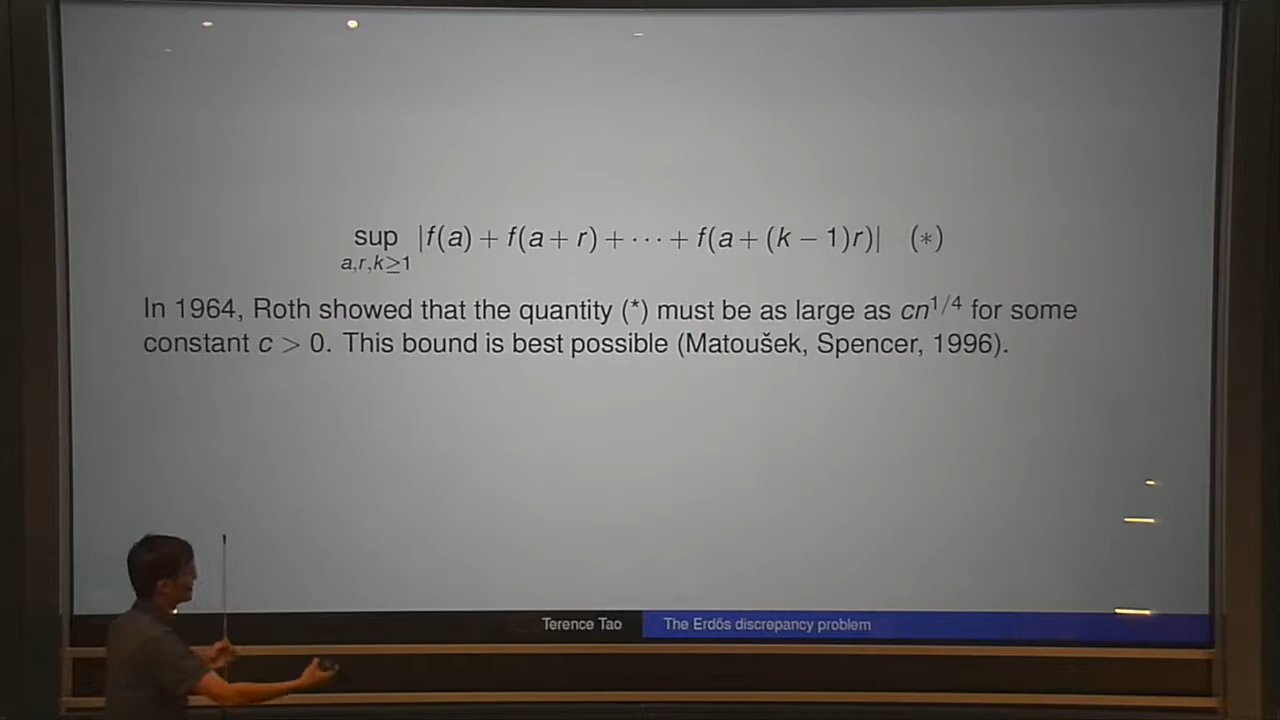 sup |f(a) + f(a + r) + ··· + f(a + (k − 1)r)| (∗)
a,r,k≥1
In 1964, Roth showed that the quantity (*) must be as large as cn^{1/4} for some
constant c > 0. This bound is best possible (Matoušek, Spencer, 1996).
Terence Tao The Erdős discrepancy problem